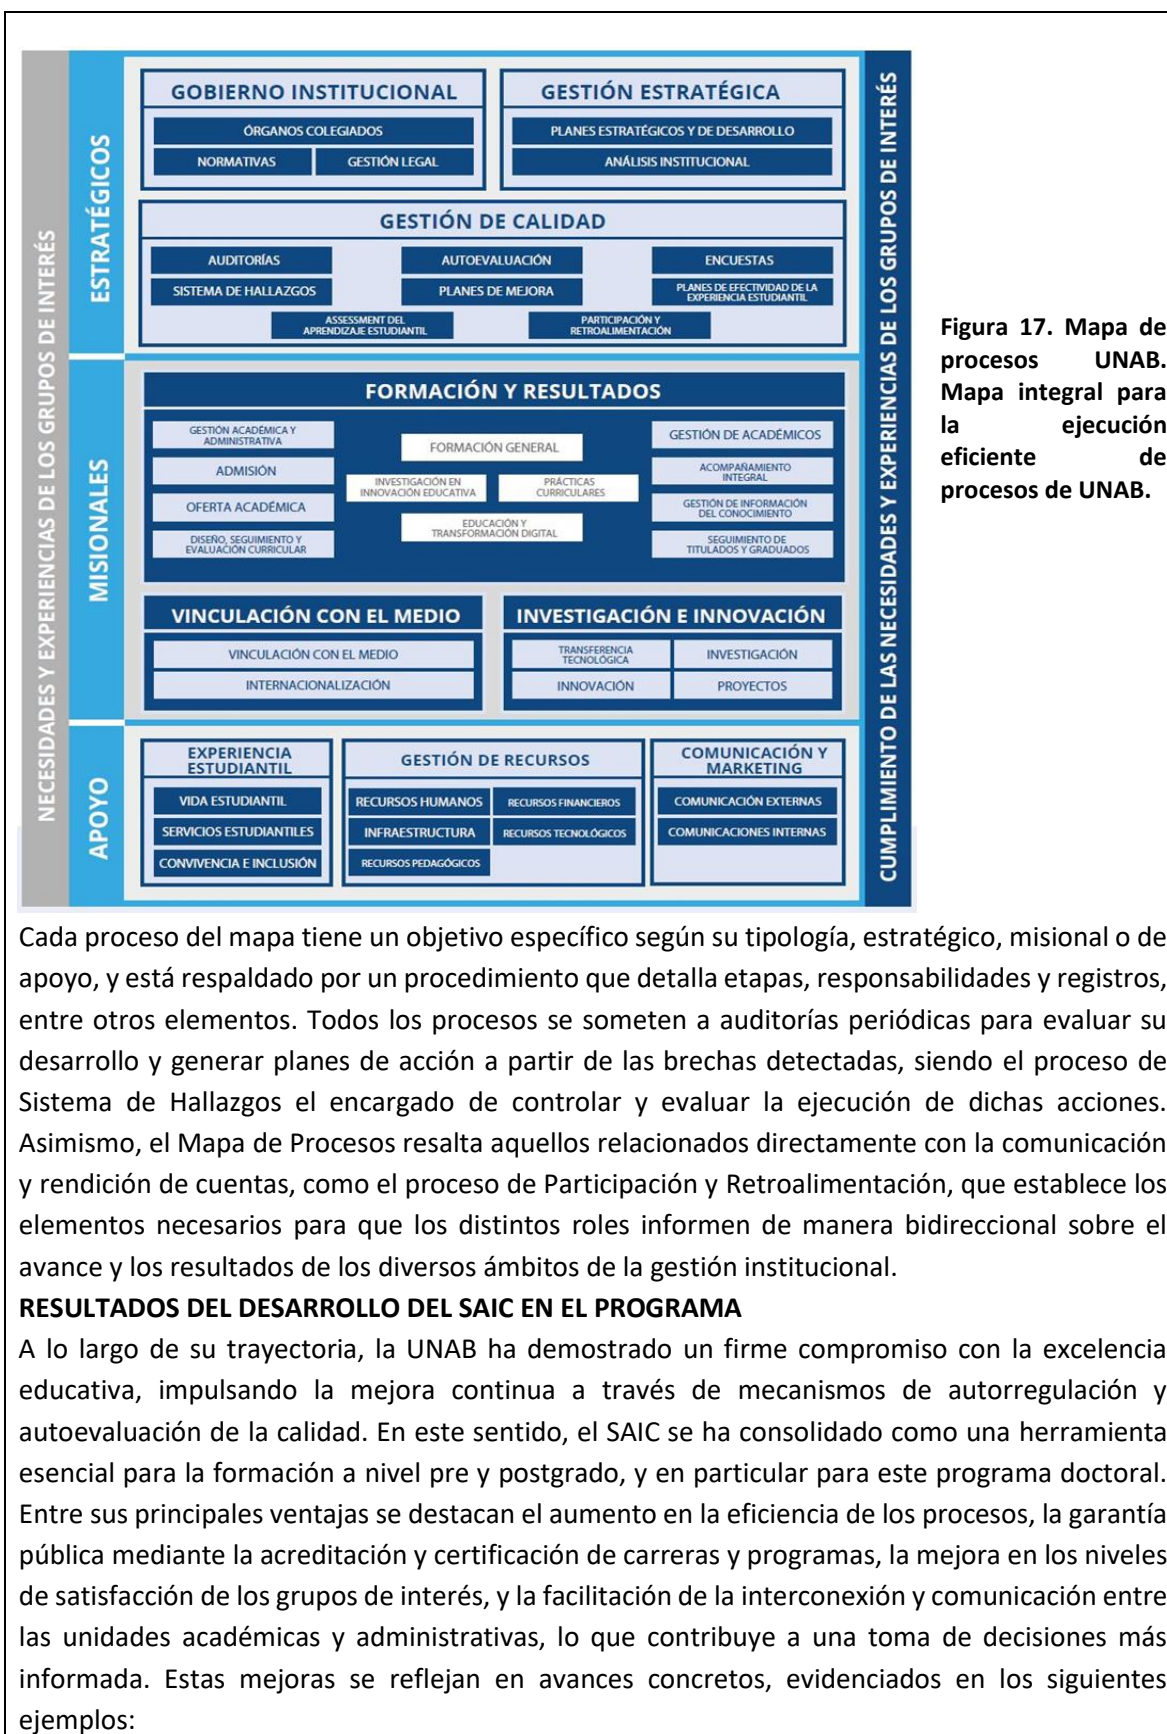 NECESIDADES Y EXPERIENCIAS DE LOS GRUPOS DE INTERÉS
ESTRATÉGICOS
GOBIERNO INSTITUCIONAL
ÓRGANOS COLEGIADOS
NORMATIVAS
GESTIÓN LEGAL
GESTIÓN ESTRATÉGICA
PLANES ESTRATÉGICOS Y DE DESARROLLO
ANÁLISIS INSTITUCIONAL
GESTIÓN DE CALIDAD
AUDITORÍAS
AUTOEVALUACIÓN
ENCUESTAS
SISTEMA DE HALLAZGOS
PLANES DE MEJORA
PLANES DE EFECTIVIDAD DE LA
EXPERIENCIA ESTUDIANTIL
ASSESSMENT DEL
APRENDIZAJE ESTUDIANTIL
PARTICIPACIÓN Y
RETROALIMENTACIÓN
MISIONALES
FORMACIÓN Y RESULTADOS
GESTIÓN ACADÉMICA Y
ADMINISTRATIVA
ADMISIÓN
OFERTA ACADÉMICA
DISEÑO, SEGUIMIENTO Y
EVALUACIÓN CURRICULAR
FORMACIÓN GENERAL
INVESTIGACIÓN EN
INNOVACIÓN EDUCATIVA
PRÁCTICAS
CURRICULARES
EDUCACIÓN Y
TRANSFORMACIÓN DIGITAL
GESTIÓN DE ACADÉMICOS
ACOMPAÑAMIENTO
INTEGRAL
GESTIÓN DE INFORMACIÓN
DEL CONOCIMIENTO
SEGUIMIENTO DE
TITULADOS Y GRADUADOS
VINCULACIÓN CON EL MEDIO
VINCULACIÓN CON EL MEDIO
INTERNACIONALIZACIÓN
INVESTIGACIÓN E INNOVACIÓN
TRANSFERENCIA
TECNOLÓGICA
INVESTIGACIÓN
INNOVACIÓN
PROYECTOS
APOYO
EXPERIENCIA
ESTUDIANTIL
VIDA ESTUDIANTIL
SERVICIOS ESTUDIANTILES
CONVIVENCIA E INCLUSIÓN
GESTIÓN DE RECURSOS
RECURSOS HUMANOS
RECURSOS FINANCIEROS
INFRAESTRUCTURA
RECURSOS TECNOLÓGICOS
RECURSOS PEDAGÓGICOS
COMUNICACIÓN Y
MARKETING
COMUNICACIÓN EXTERNAS
COMUNICACIONES INTERNAS
CUMPLIMIENTO DE LAS NECESIDADES Y EXPERIENCIAS DE LOS GRUPOS DE INTERÉS
Figura 17. Mapa de
procesos UNAB.
Mapa integral para
la ejecución
eficiente de
procesos de UNAB.
Cada proceso del mapa tiene un objetivo específico según su tipología, estratégico, misional o de
apoyo, y está respaldado por un procedimiento que detalla etapas, responsabilidades y registros,
entre otros elementos. Todos los procesos se someten a auditorías periódicas para evaluar su
desarrollo y generar planes de acción a partir de las brechas detectadas, siendo el proceso de
Sistema de Hallazgos el encargado de controlar y evaluar la ejecución de dichas acciones.
Asimismo, el Mapa de Procesos resalta aquellos relacionados directamente con la comunicación
y rendición de cuentas, como el proceso de Participación y Retroalimentación, que establece los
elementos necesarios para que los distintos roles informen de manera bidireccional sobre el
avance y los resultados de los diversos ámbitos de la gestión institucional.
RESULTADOS DEL DESARROLLO DEL SAIC EN EL PROGRAMA
A lo largo de su trayectoria, la UNAB ha demostrado un firme compromiso con la excelencia
educativa, impulsando la mejora continua a través de mecanismos de autorregulación y
autoevaluación de la calidad. En este sentido, el SAIC se ha consolidado como una herramienta
esencial para la formación a nivel pre y postgrado, y en particular para este programa doctoral.
Entre sus principales ventajas se destacan el aumento en la eficiencia de los procesos, la garantía
pública mediante la acreditación y certificación de carreras y programas, la mejora en los niveles
de satisfacción de los grupos de interés, y la facilitación de la interconexión y comunicación entre
las unidades académicas y administrativas, lo que contribuye a una toma de decisiones más
informada. Estas mejoras se reflejan en avances concretos, evidenciados en los siguientes
ejemplos: